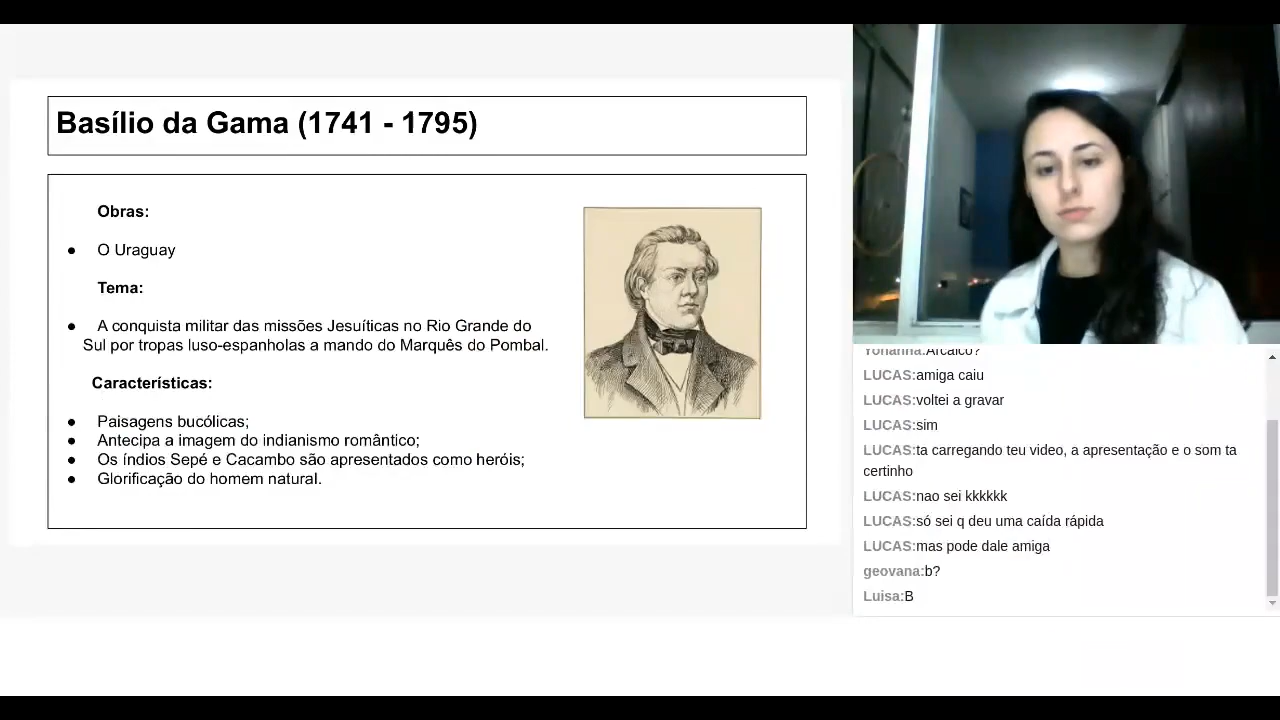 Basílio da Gama (1741 - 1795)
Obras:
● O Uraguay
Tema:
● A conquista militar das missões Jesuíticas no Rio Grande do
Sul por tropas luso-espanholas a mando do Marquês do Pombal.
Características:
● Paisagens bucólicas;
● Antecipa a imagem do indianismo romântico;
● Os índios Sepé e Cacambo são apresentados como heróis;
● Glorificação do homem natural.
Arcaico?
LUCAS:amiga caiu
LUCAS:voltei a gravar
LUCAS:sim
LUCAS:ta carregando teu video, a apresentação e o som ta
certinho
LUCAS:nao sei kkkkkk
LUCAS:só sei q deu uma caída rápida
LUCAS:mas pode dale amiga
geovana:b?
Luisa:B